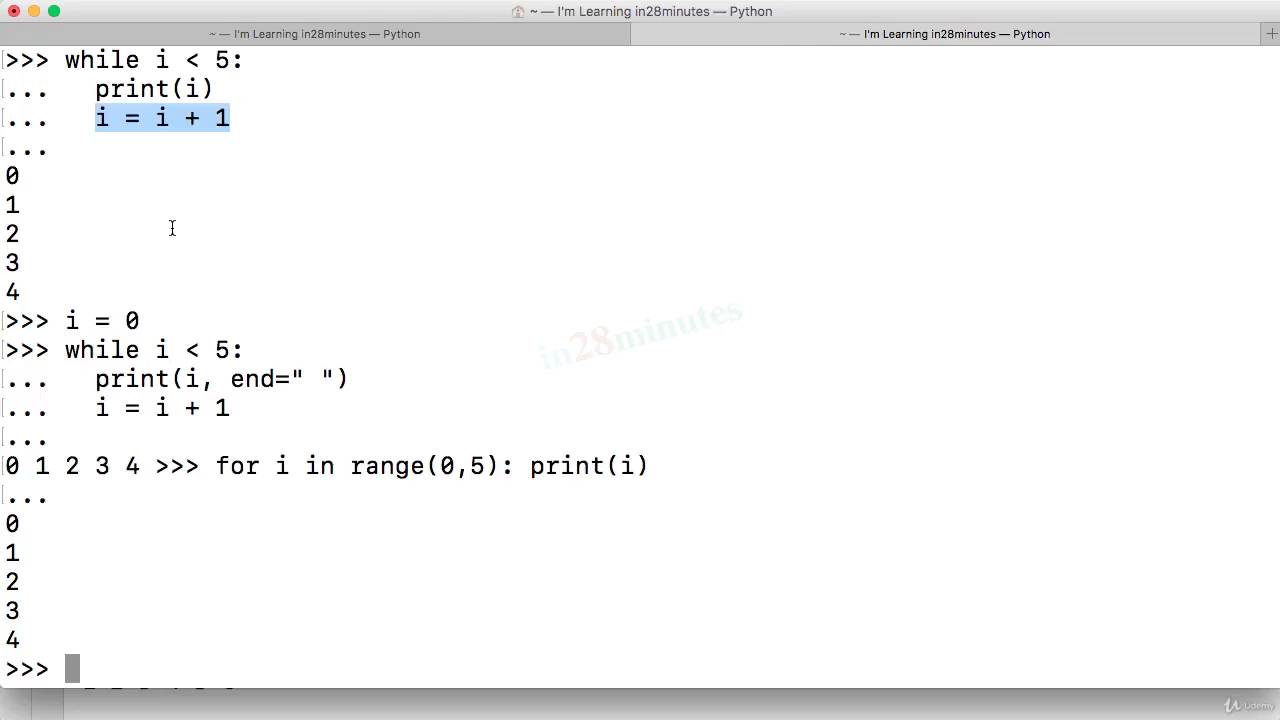 ~ — I'm Learning in28minutes — Python
~ — I'm Learning in28minutes — Python
~ — I'm Learning in28minutes — Python
>>> while i < 5:
...   print(i)
...   i = i + 1
...
0
1
2
3
4
>>> i = 0
in28minutes
>>> while i < 5:
...   print(i, end=" ")
...   i = i + 1
...
0 1 2 3 4 >>> for i in range(0,5): print(i)
...
0
1
2
3
4
>>>
Udemy